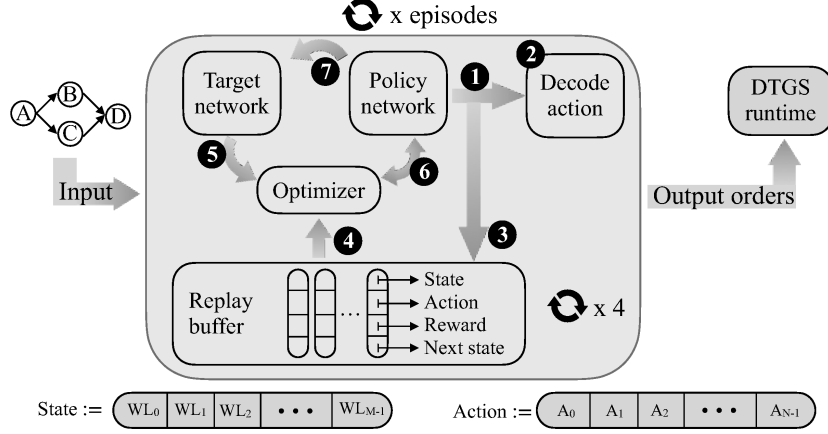 x episodes
A
B
C
D
Input
Target
network
7
Policy
network
1
2
Decode
action
DTGS
runtime
5
6
Optimizer
Output orders
4
3
Replay
buffer
...
State
Action
Reward
Next state
x 4
State := WL0 WL1 WL2 • • • WLM-1
Action := A0 A1 A2 • • • AN-1